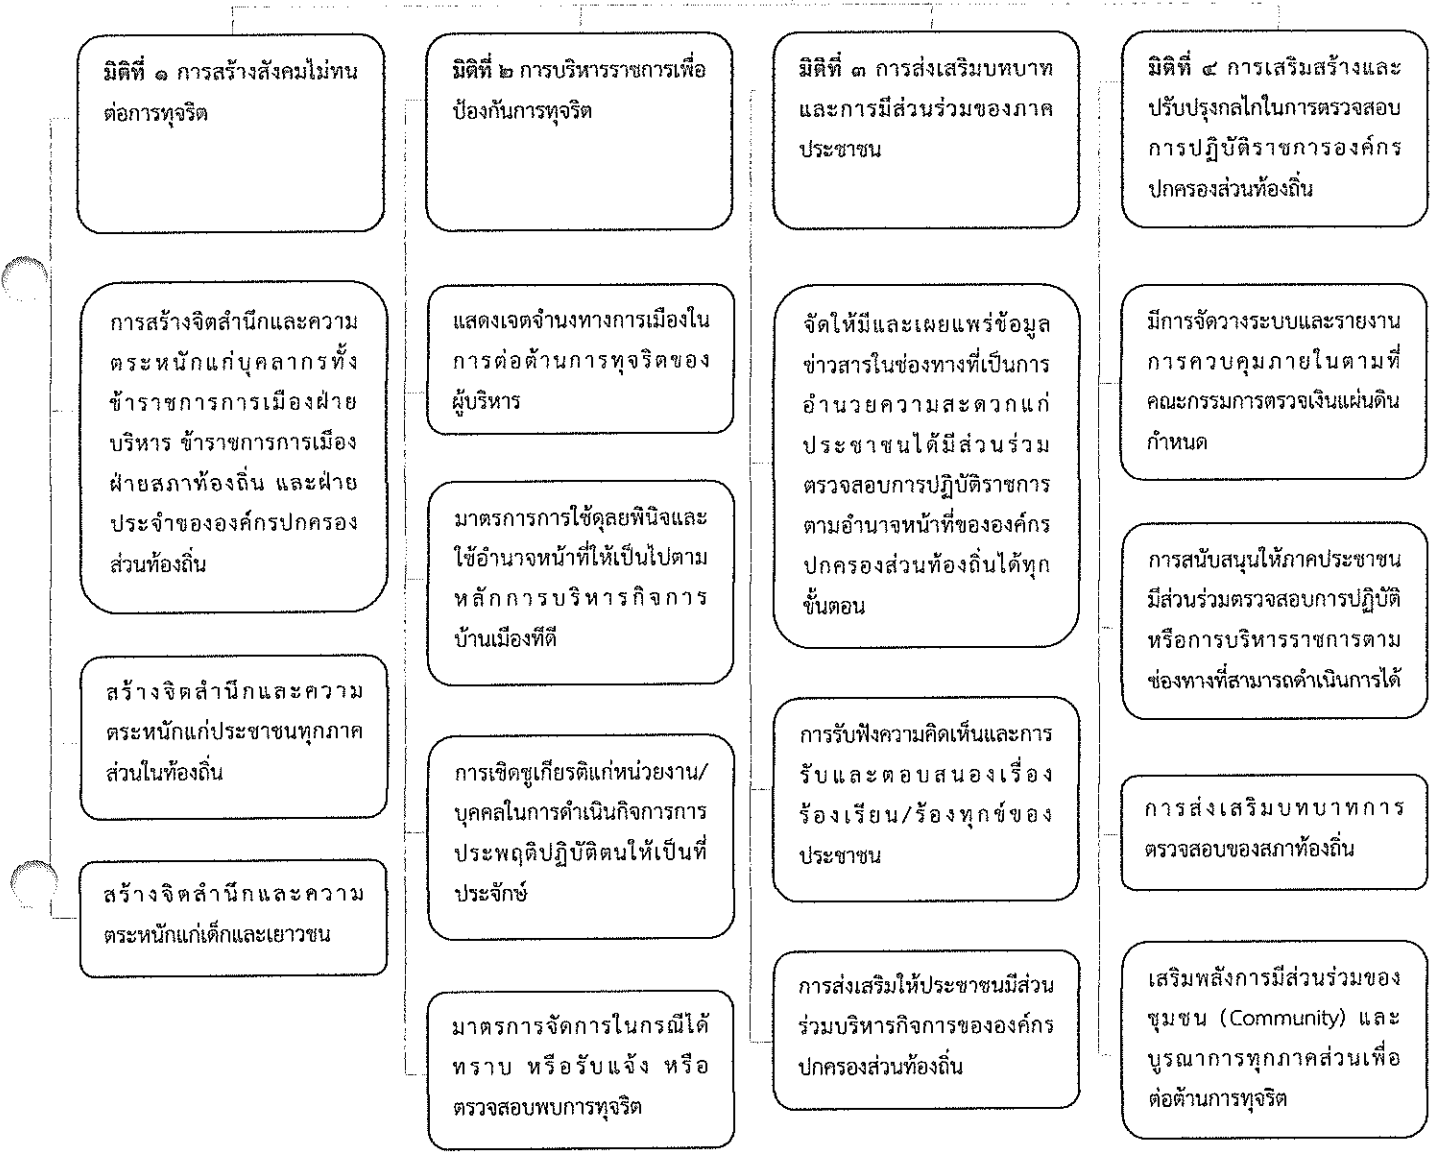 มิติที่ ๑ การสร้างสังคมไม่ทน
ต่อการทุจริต
การสร้างจิตสำนึกและความ
ตระหนักแก่บุคลากรทั้ง
ข้าราชการการเมืองฝ่าย
บริหาร ข้าราชการการเมือง
ฝ่ายสภาท้องถิ่น และฝ่าย
ประจำขององค์กรปกครอง
ส่วนท้องถิ่น
สร้างจิตสำนึกและความ
ตระหนักแก่ประชาชนทุกภาค
ส่วนในท้องถิ่น
สร้างจิตสำนึกและความ
ตระหนักแก่เด็กและเยาวชน
มิติที่ ๒ การบริหารราชการเพื่อ
ป้องกันการทุจริต
แสดงเจตจำนงทางการเมืองใน
การต่อต้านการทุจริตของ
ผู้บริหาร
มาตรการการใช้ดุลยพินิจและ
ใช้อำนาจหน้าที่ให้เป็นไปตาม
หลักการบริหารกิจการ
บ้านเมืองที่ดี
การเชิดชูเกียรติแก่หน่วยงาน/
บุคคลในการดำเนินกิจการการ
ประพฤติปฏิบัติตนให้เป็นที่
ประจักษ์
มาตรการจัดการในกรณีได้
ทราบ หรือรับแจ้ง หรือ
ตรวจสอบพบการทุจริต
มิติที่ ๓ การส่งเสริมบทบาท
และการมีส่วนร่วมของภาค
ประชาชน
จัดให้มีและเผยแพร่ข้อมูล
ข่าวสารในช่องทางที่เป็นการ
อำนวยความสะดวกแก่
ประชาชนได้มีส่วนร่วม
ตรวจสอบการปฏิบัติราชการ
ตามอำนาจหน้าที่ขององค์กร
ปกครองส่วนท้องถิ่นได้ทุก
ขั้นตอน
การรับฟังความคิดเห็นและการ
รับและตอบสนองเรื่อง
ร้องเรียน/ร้องทุกข์ของ
ประชาชน
การส่งเสริมให้ประชาชนมีส่วน
ร่วมบริหารกิจการขององค์กร
ปกครองส่วนท้องถิ่น
มิติที่ ๔ การเสริมสร้างและ
ปรับปรุงกลไกในการตรวจสอบ
การปฏิบัติราชการองค์กร
ปกครองส่วนท้องถิ่น
มีการจัดวางระบบและรายงาน
การควบคุมภายในตามที่
คณะกรรมการตรวจเงินแผ่นดิน
กำหนด
การสนับสนุนให้ภาคประชาชน
มีส่วนร่วมตรวจสอบการปฏิบัติ
หรือการบริหารราชการตาม
ช่องทางที่สามารถดำเนินการได้
การส่งเสริมบทบาทการ
ตรวจสอบของสภาท้องถิ่น
เสริมพลังการมีส่วนร่วมของ
ชุมชน (Community) และ
บูรณาการทุกภาคส่วนเพื่อ
ต่อต้านการทุจริต